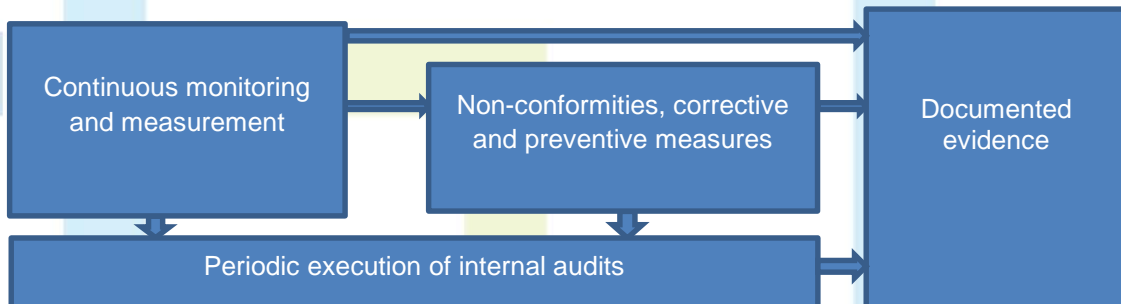 Continuous monitoring
and measurement
Non-conformities, corrective
and preventive measures
Documented
evidence
Periodic execution of internal audits